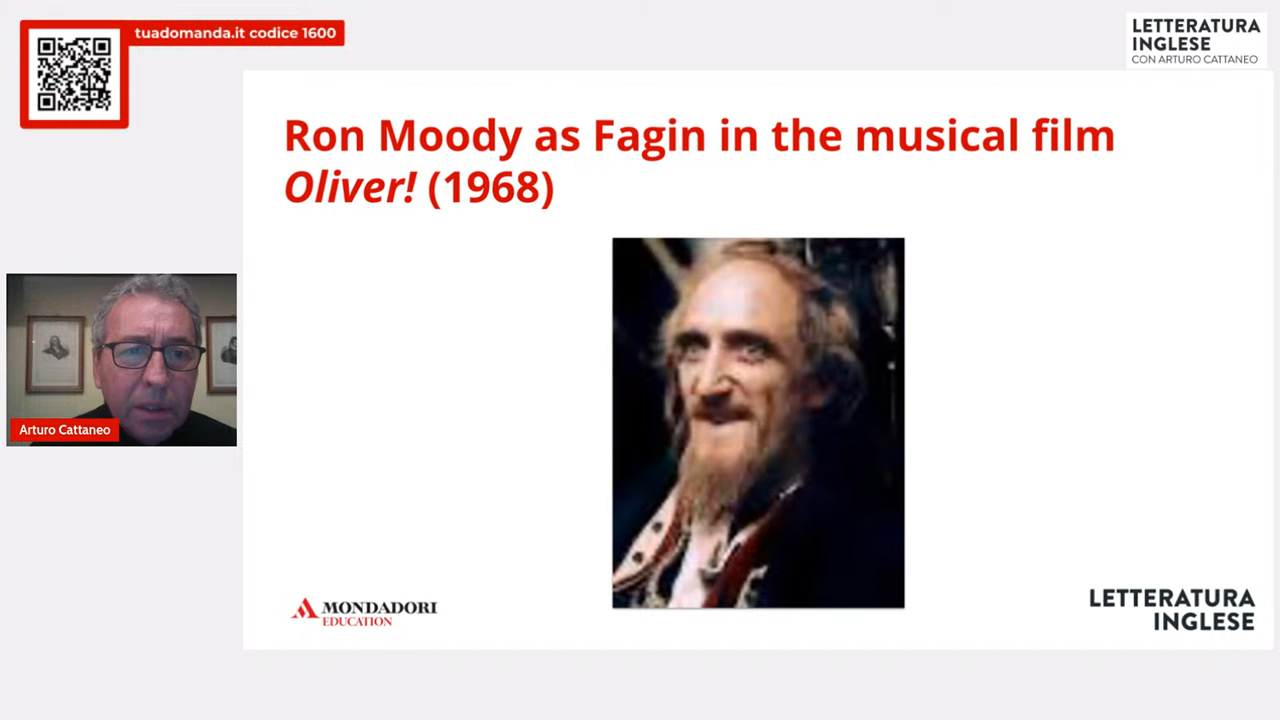 tuadomanda.it codice 1600
LETTERATURA
INGLESE
CON ARTURO CATTANEO
Ron Moody as Fagin in the musical film
Oliver! (1968)
Arturo Cattaneo
MONDADORI
EDUCATION
LETTERATURA
INGLESE